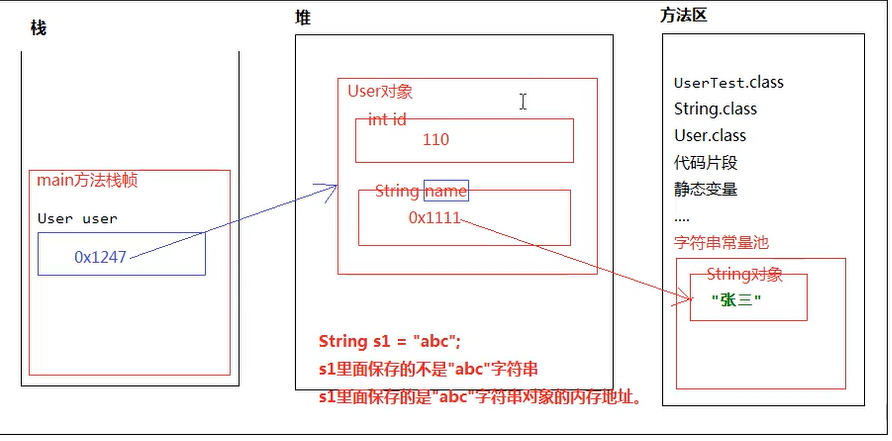 栈
main方法栈帧
User user
0x1247
堆
User对象
int id
110
String name
0x1111
String s1 = "abc";
s1里面保存的不是"abc"字符串
s1里面保存的是"abc"字符串对象的内存地址。
方法区
UserTest.class
String.class
User.class
代码片段
静态变量
....
字符串常量池
String对象
"张三"